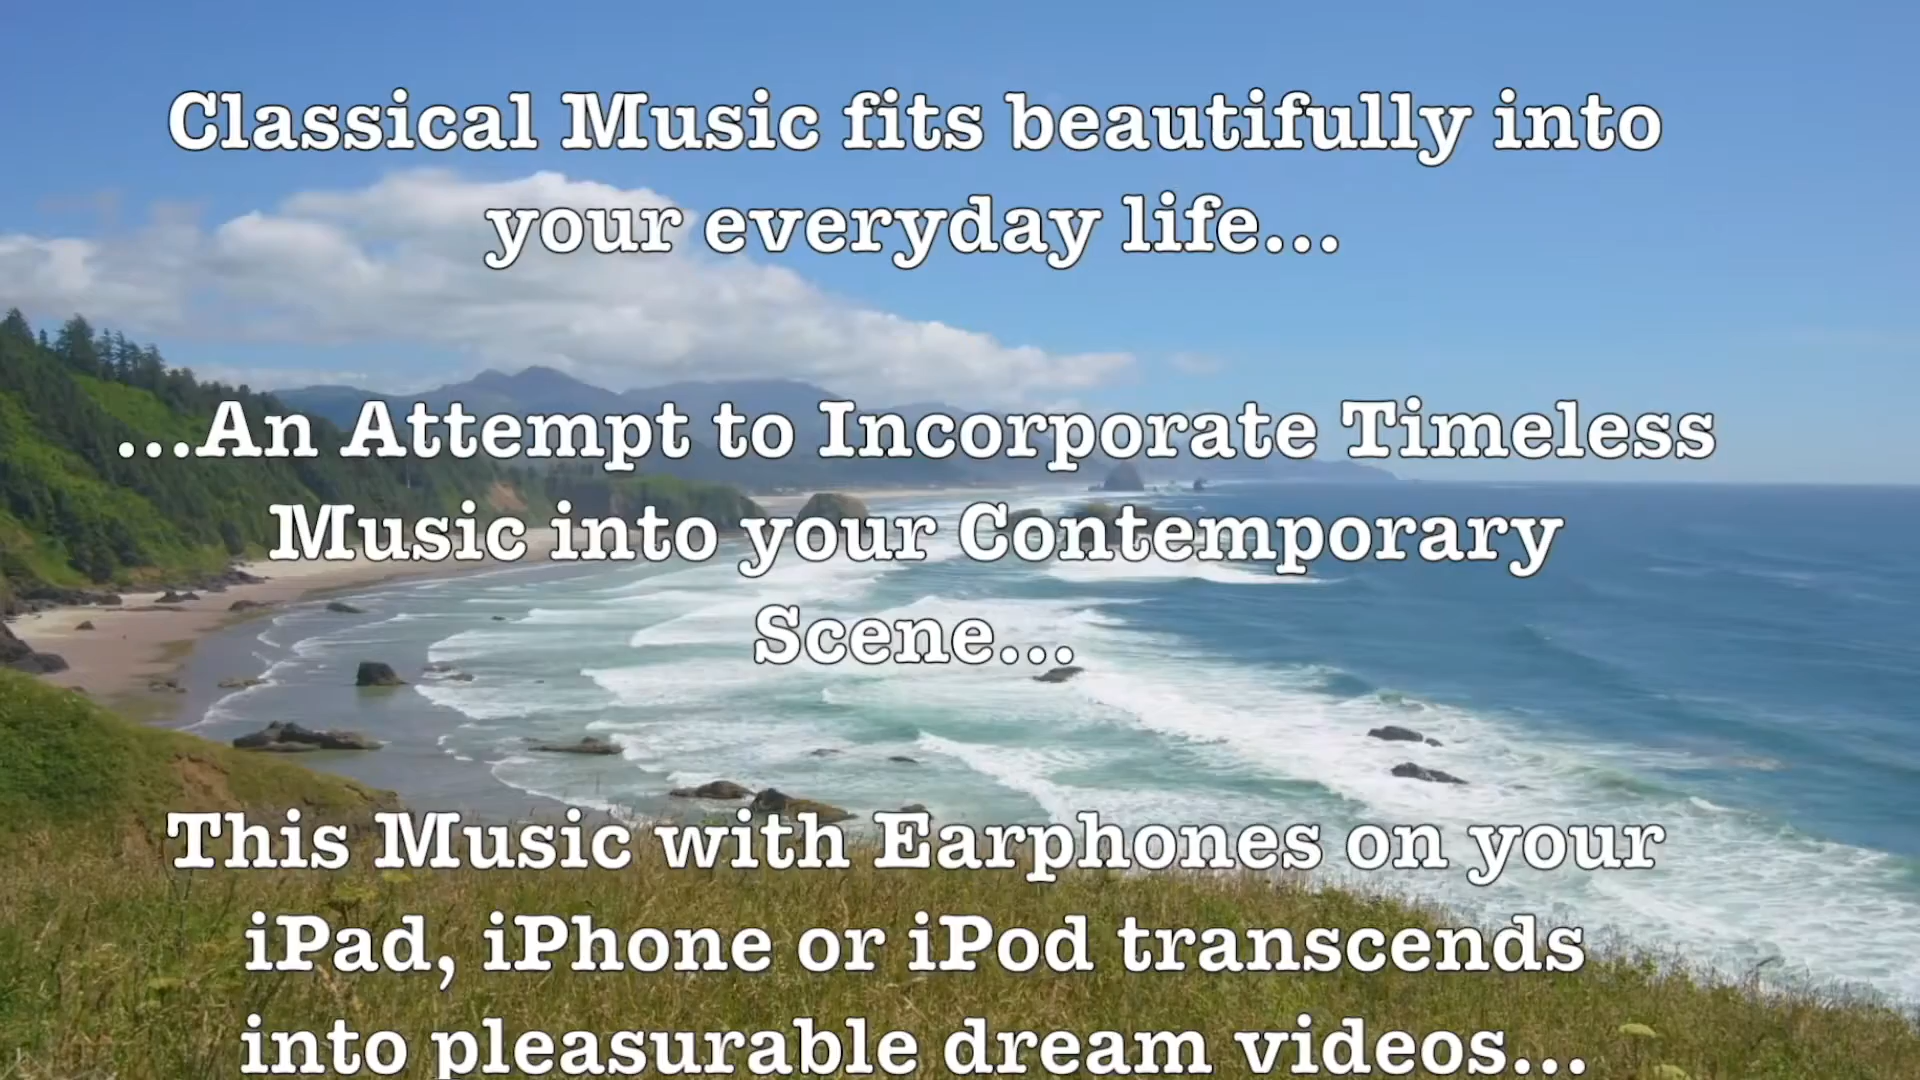 Classical Music fits beautifully into
your everyday life...
...An Attempt to Incorporate Timeless
Music into your Contemporary
Scene...
This Music with Earphones on your
iPad, iPhone or iPod transcends
into pleasurable dream videos...